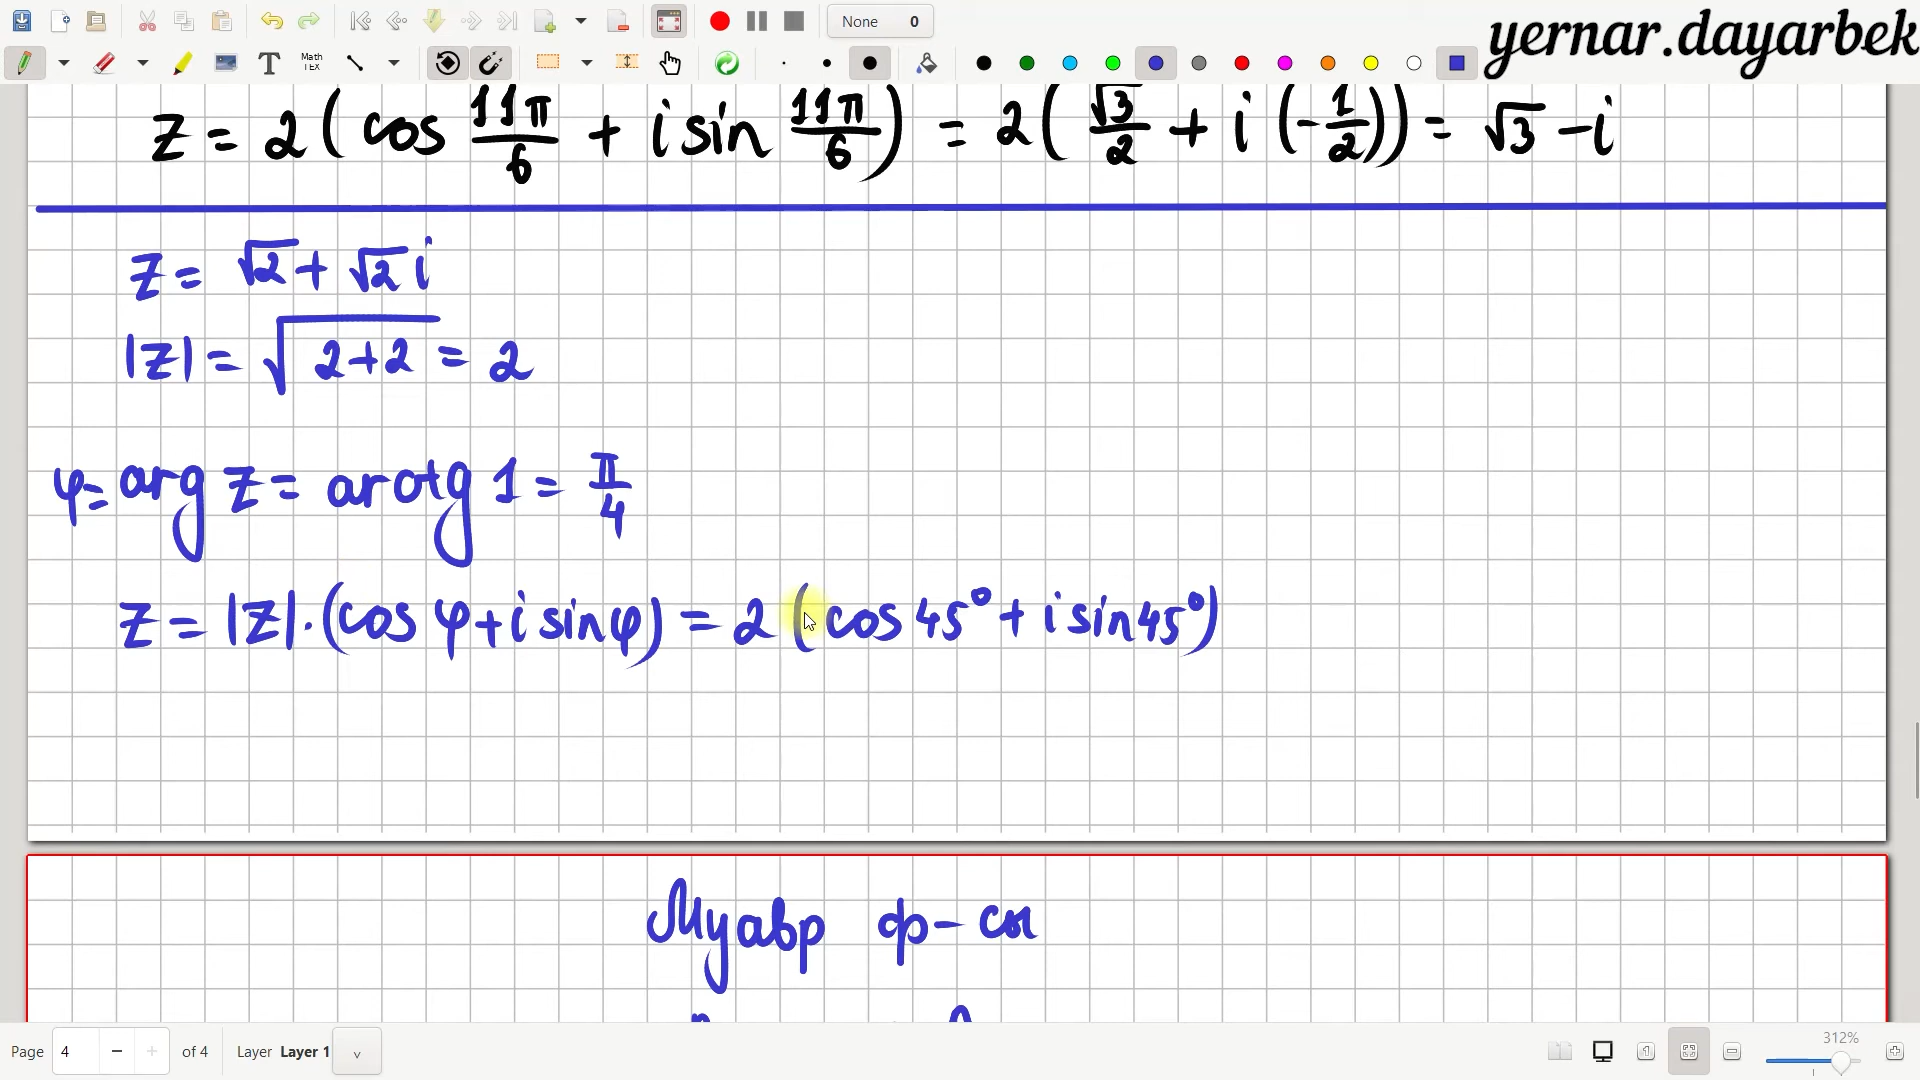 None 0
yernar.dayarbek
T Math TEX
z = 2 ( cos 11π/6 + i sin 11π/6 ) = 2 ( √3/2 + i (-1/2)) = √3 - i
z = √2 + √2 i
|z| = √2+2 = 2
φ = arg z = arctg 1 = π/4
z = |z| · (cos φ + i sin φ) = 2 (cos 45° + i sin 45°)
Муавр ф-сы
Page 4 of 4 Layer Layer 1
312%